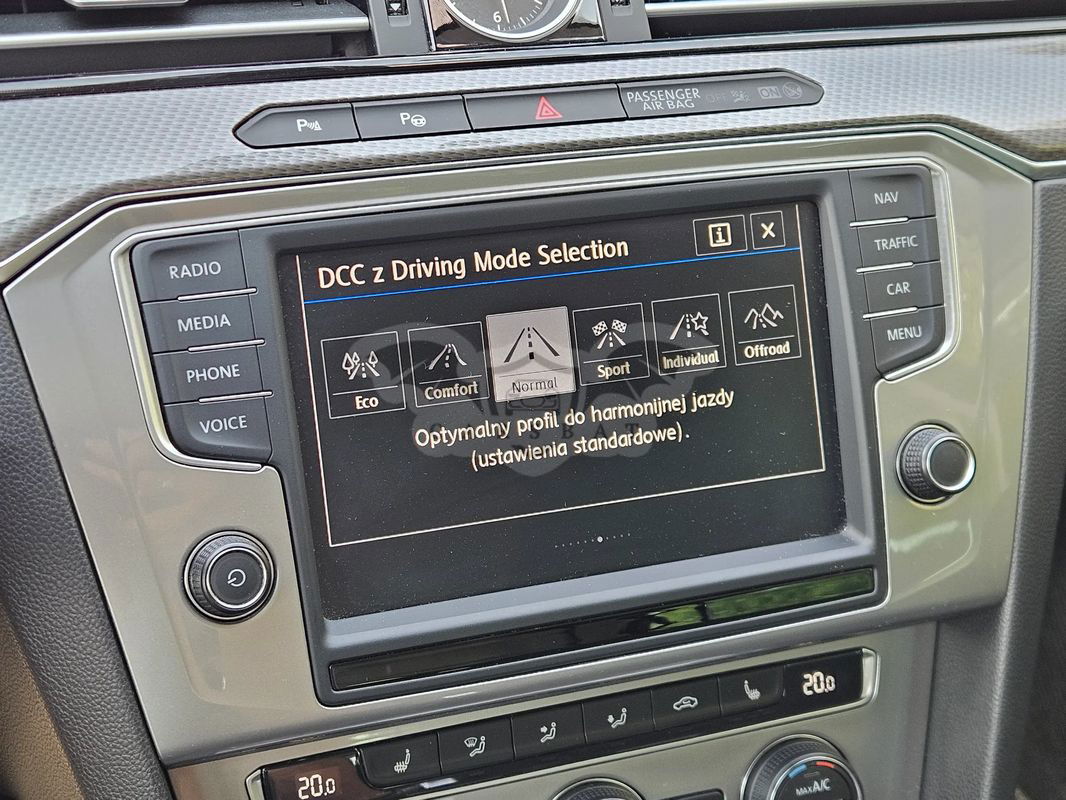 6
P
P
PASSENGER
AIR BAG
OFF
ON
NAV
TRAFFIC
CAR
MENU
RADIO
MEDIA
PHONE
VOICE
DCC z Driving Mode Selection
i
X
Eco
Comfort
Normal
Sport
Individual
Offroad
Optymalny profil do harmonijnej jazdy
(ustawienia standardowe).
20.0
20.0
MAX A/C